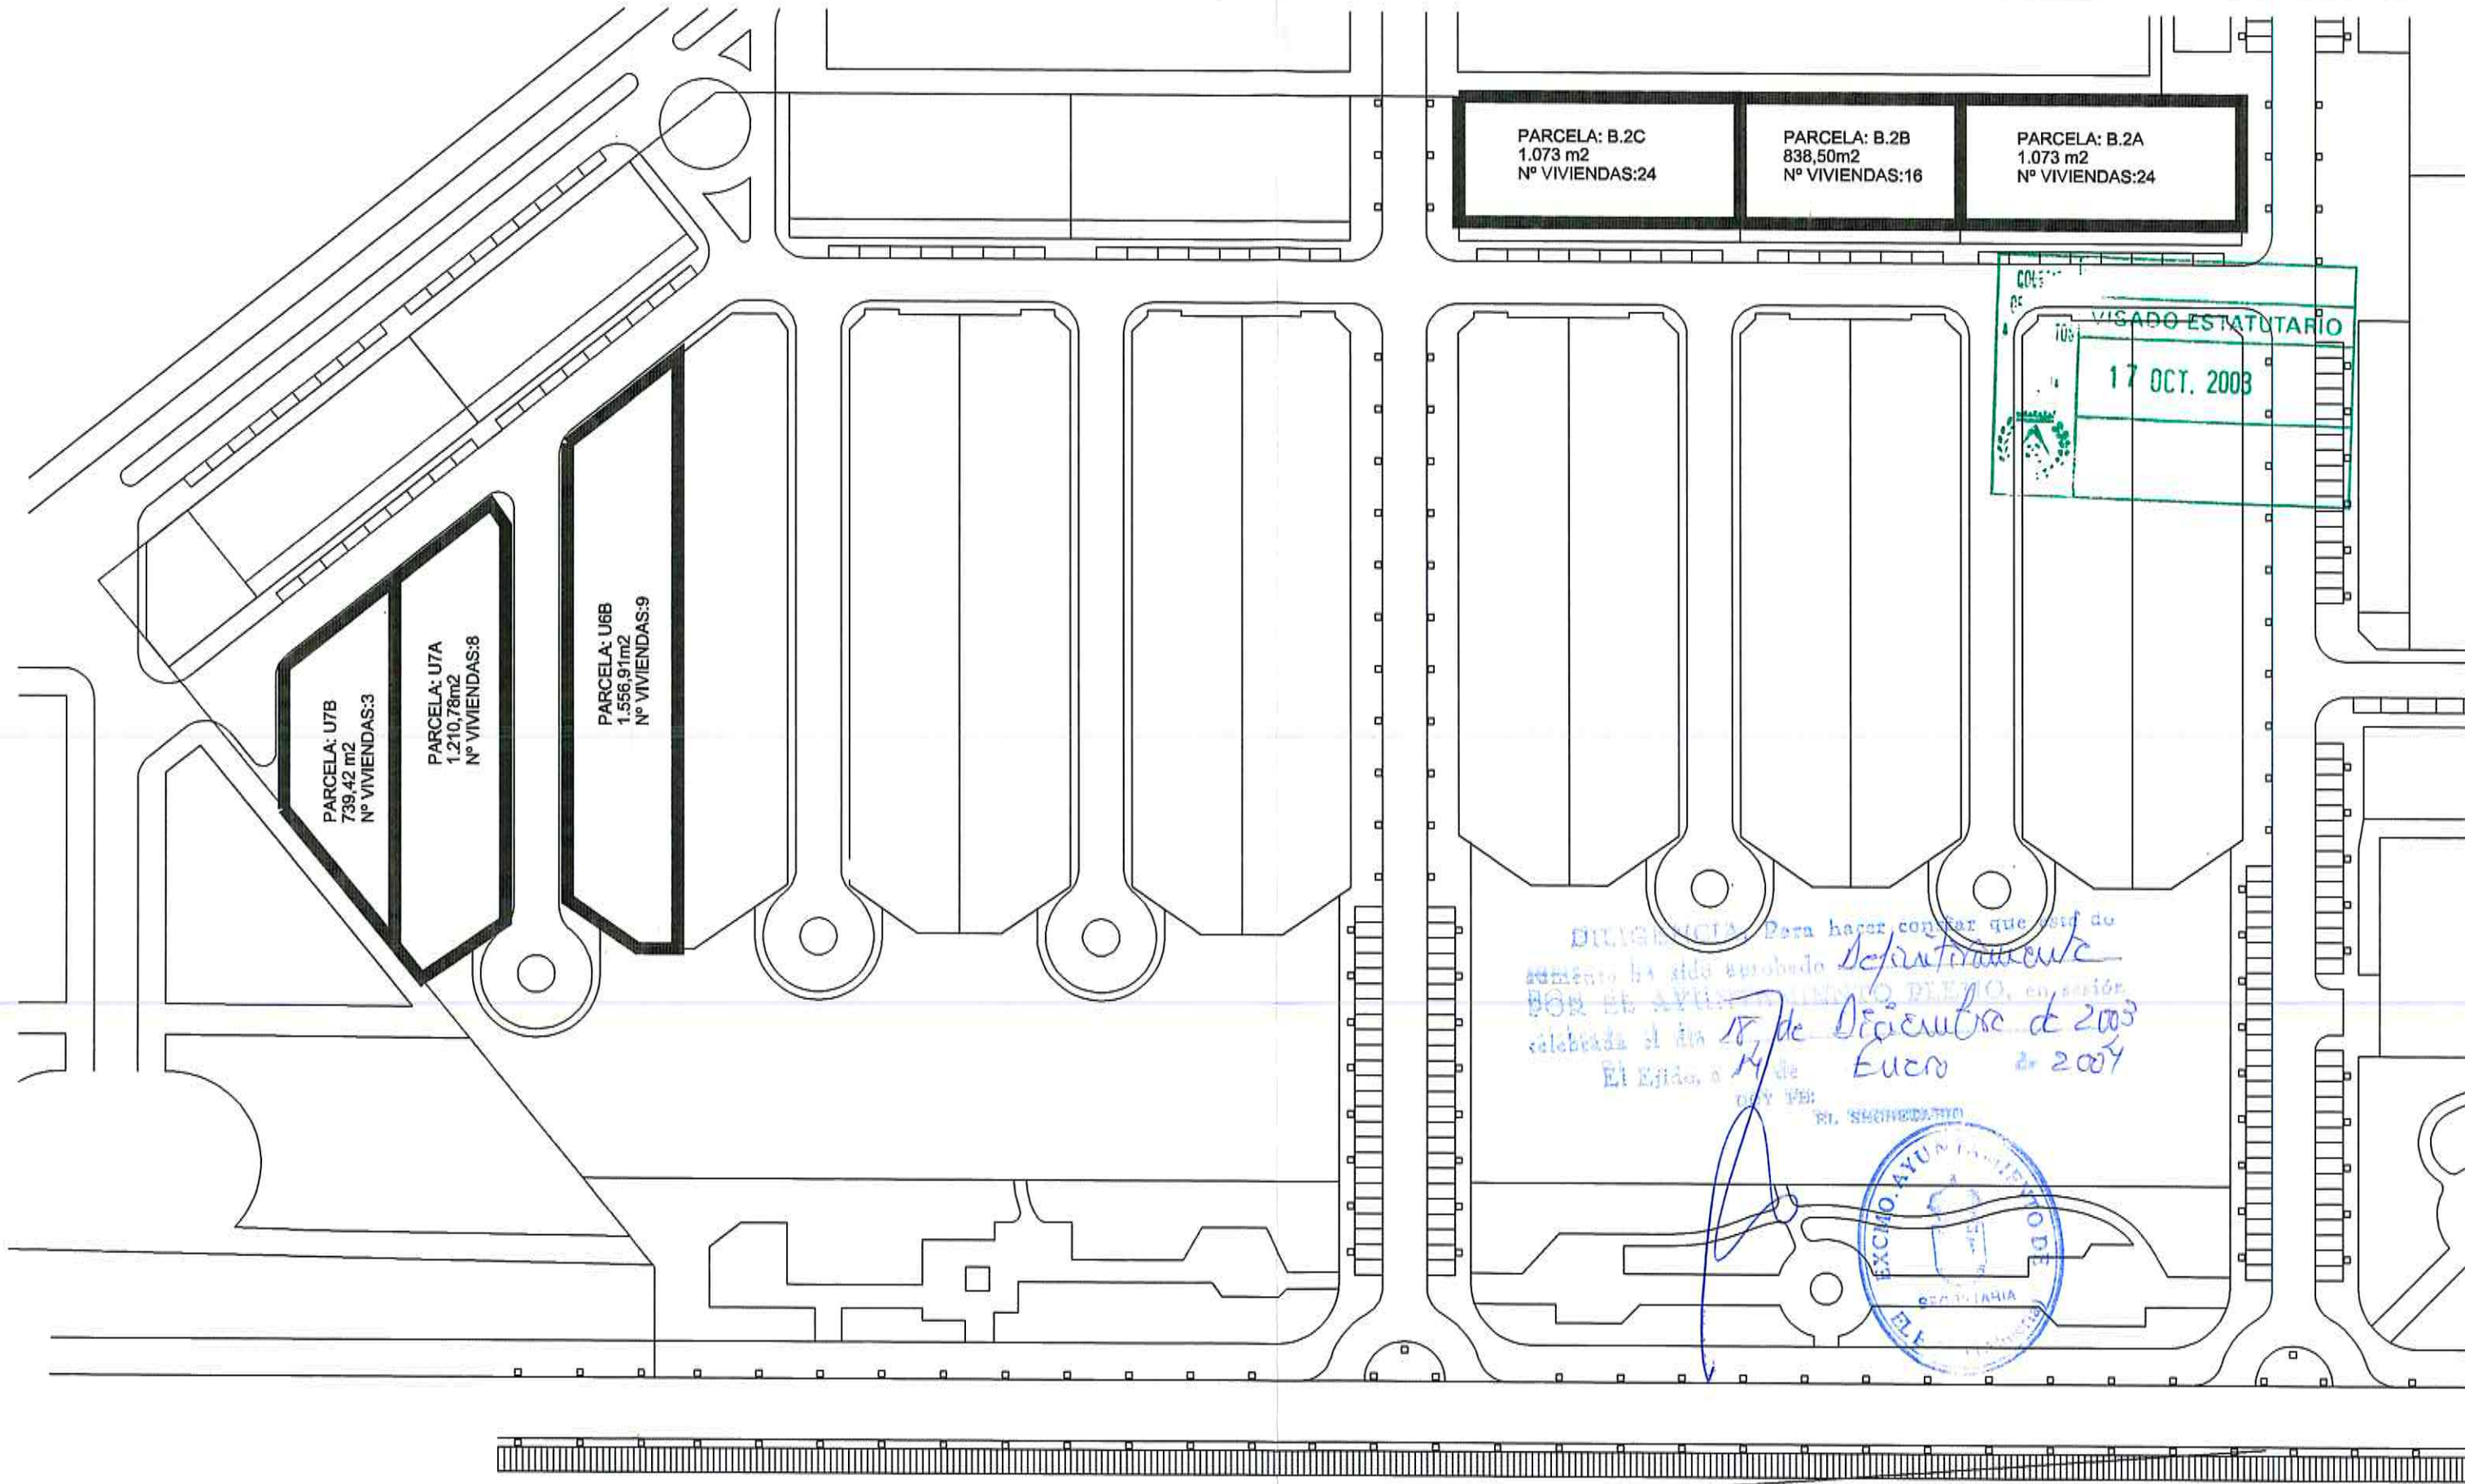 PARCELA: B.2C
1.073 m2
Nº VIVIENDAS:24
PARCELA: B.2B
838,50m2
Nº VIVIENDAS:16
PARCELA: B.2A
1.073 m2
Nº VIVIENDAS:24
VISADO ESTATUTARIO
17 OCT. 2003
PARCELA: U7B
739,42 m2
Nº VIVIENDAS:3
PARCELA: U7A
1.210,78m2
Nº VIVIENDAS:8
PARCELA: U6B
1.556,91m2
Nº VIVIENDAS:9
DILIGENCIA, Para hacer constar que este do
cumento ha sido aprobado Definitivamente
POR EL AYUNTAMIENTO PLENO, en sesión
celebrada el día 18 de Diciembre de 2003
El Ejido, a 14 de Enero de 2004
DOY FE:
EL SECRETARIO
EXCMO. AYUNTAMIENTO DE
SECRETARIA